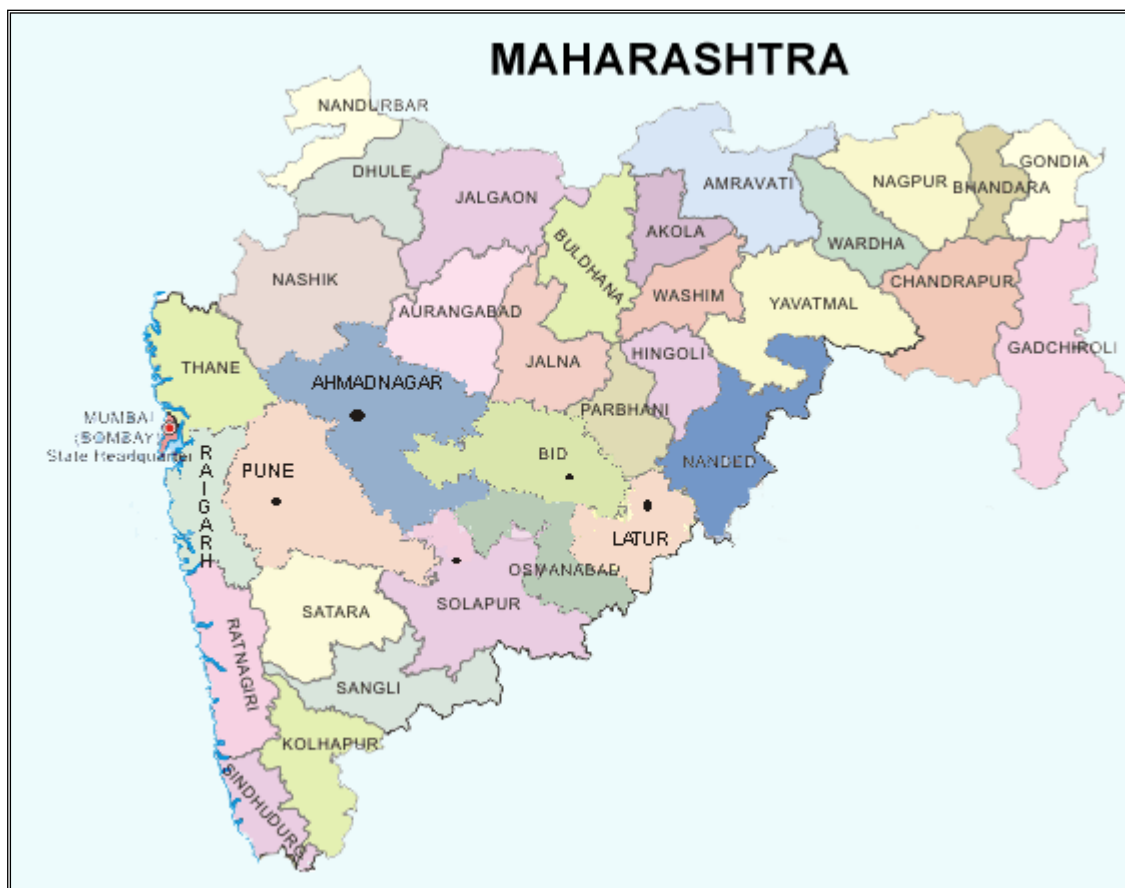 MAHARASHTRA
NANDURBAR
DHULE
JALGAON
AMRAVATI
NAGPUR
BHANDARA
GONDIA
BULDHANA
AKOLA
WARDHA
NASHIK
AURANGABAD
WASHIM
YAVATMAL
CHANDRAPUR
THANE
AHMADNAGAR
JALNA
HINGOLI
GADCHIROLI
MUMBAI
(BOMBAY)
State Headquarter
PARBHANI
RAIGARH
PUNE
BID
NANDED
LATUR
OSMANABAD
SATARA
SOLAPUR
RATNAGIRI
SANGLI
KOLHAPUR
SINDHUDURG